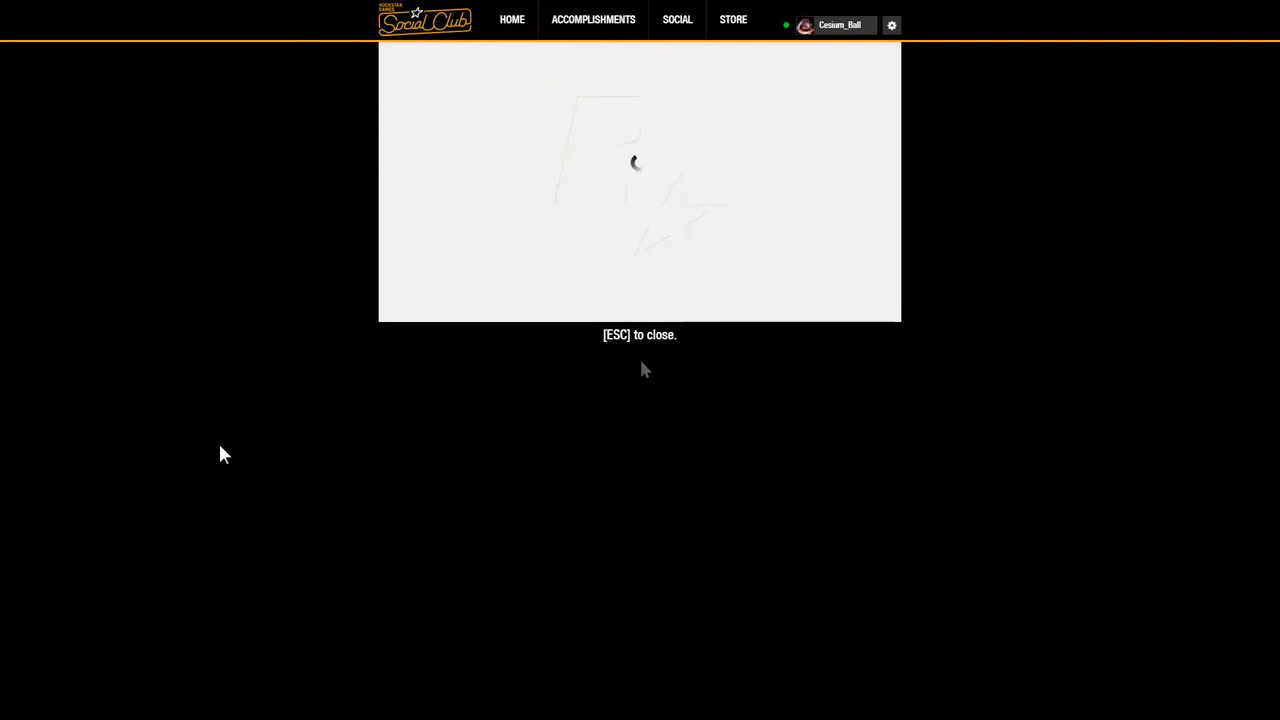 ROCKSTAR
GAMES
Social Club
HOME
ACCOMPLISHMENTS
SOCIAL
STORE
Cesium_Ball
[ESC] to close.